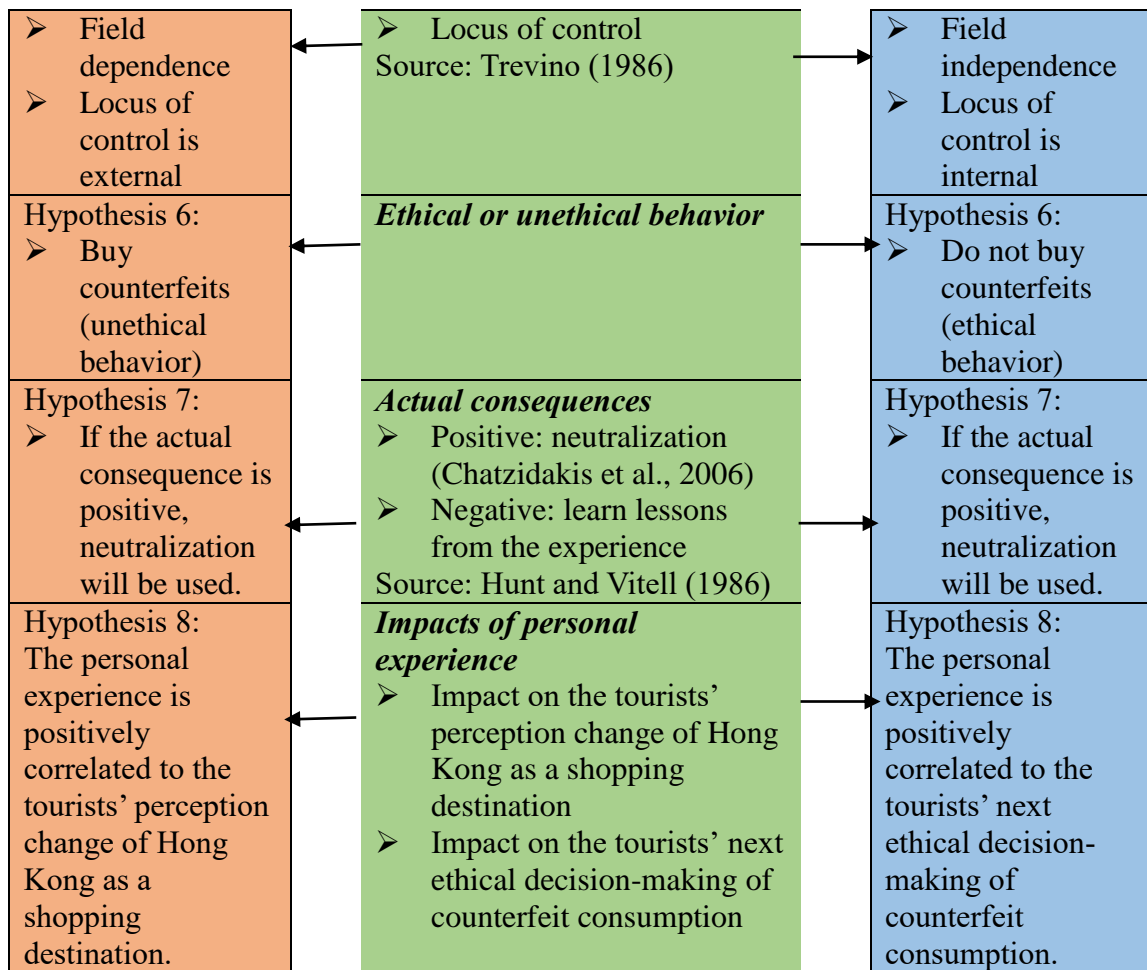 ➤ Field
dependence
➤ Locus of
control is
external
➤ Locus of control
Source: Trevino (1986)
➤ Field
independence
➤ Locus of
control is
internal
Hypothesis 6:
➤ Buy
counterfeits
(unethical
behavior)
Ethical or unethical behavior
Hypothesis 6:
➤ Do not buy
counterfeits
(ethical
behavior)
Hypothesis 7:
➤ If the actual
consequence is
positive,
neutralization
will be used.
Actual consequences
➤ Positive: neutralization
(Chatzidakis et al., 2006)
➤ Negative: learn lessons
from the experience
Source: Hunt and Vitell (1986)
Hypothesis 7:
➤ If the actual
consequence is
positive,
neutralization
will be used.
Hypothesis 8:
The personal
experience is
positively
correlated to the
tourists’ perception
change of Hong
Kong as a
shopping
destination.
Impacts of personal
experience
➤ Impact on the tourists’
perception change of Hong
Kong as a shopping
destination
➤ Impact on the tourists’ next
ethical decision-making of
counterfeit consumption
Hypothesis 8:
The personal
experience is
positively
correlated to the
tourists’ next
ethical decision-
making of
counterfeit
consumption.